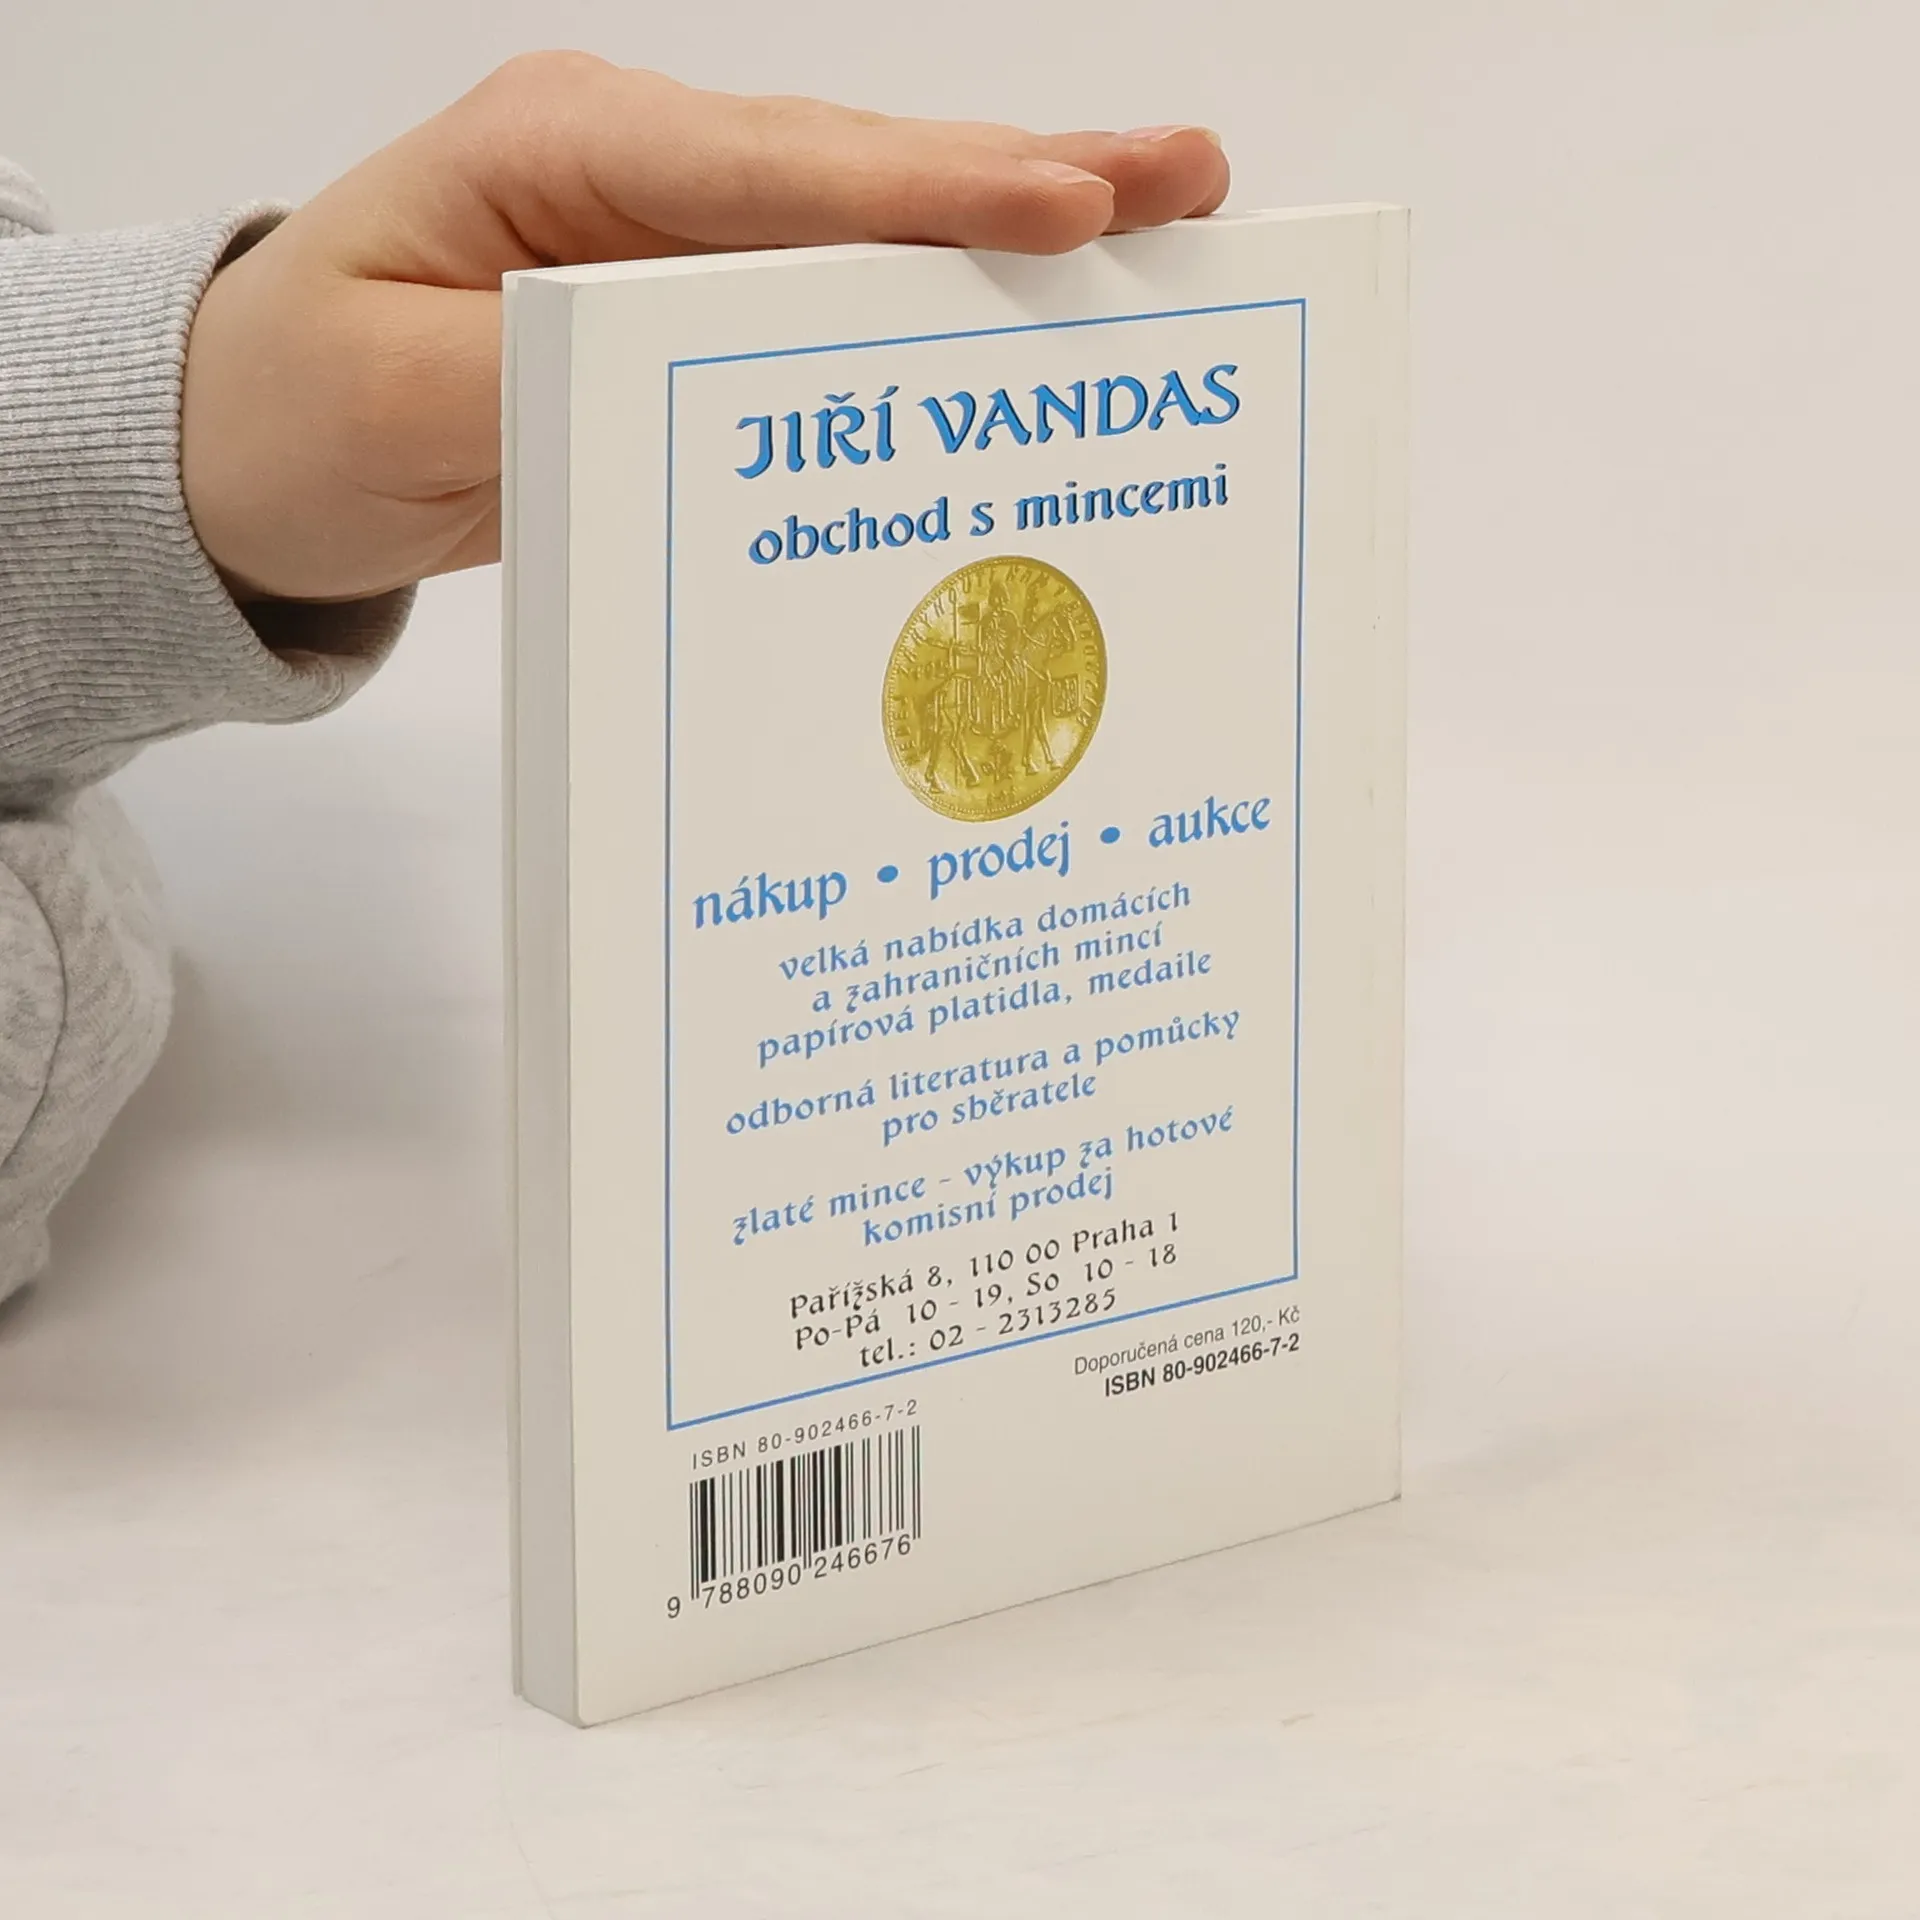 JIŘÍ VANDAS
obchod s mincemi
nákup • prodej • aukce
velká nabídka domácích
a zahraničních mincí
papírová platidla, medaile
odborná literatura a pomůcky
pro sběratele
zlaté mince - výkup za hotové
komisní prodej
Pařížská 8, 110 00 Praha 1
Po-Pá 10 - 19, So 10 - 18
tel.: 02 - 2313285
Doporučená cena 120,- Kč
ISBN 80-902466-7-2
ISBN 80-902466-7-2
9 788090 246676